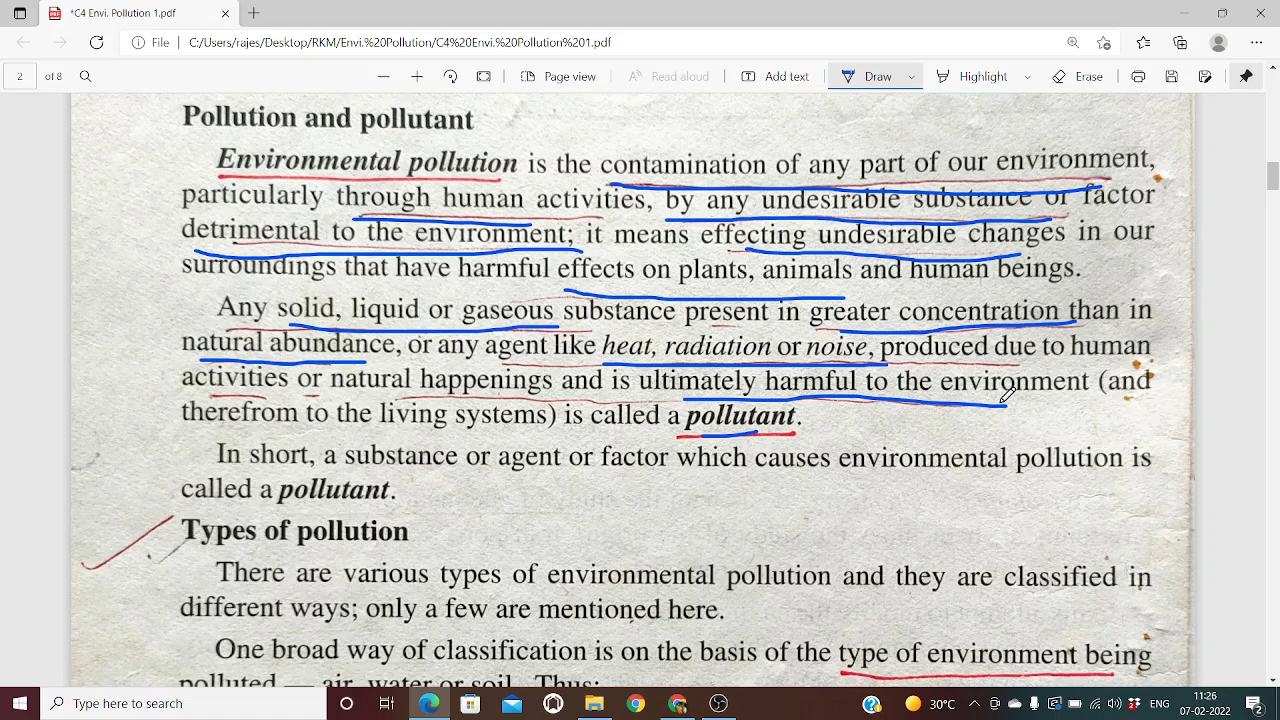 *C4 Envi. Pollution 1.pdf
File C:/Users/rajes/Desktop/RKM/Envi.%20Pollution/C4%20Envi.%20Pollution%201.pdf
2 of 8 Page view Read aloud Add text Draw Highlight Erase
Pollution and pollutant
Environmental pollution is the contamination of any part of our environment,
particularly through human activities, by any undesirable substance or factor
detrimental to the environment; it means effecting undesirable changes in our
surroundings that have harmful effects on plants, animals and human beings.
Any solid, liquid or gaseous substance present in greater concentration than in
natural abundance, or any agent like heat, radiation or noise, produced due to human
activities or natural happenings and is ultimately harmful to the environment (and
therefrom to the living systems) is called a pollutant.
In short, a substance or agent or factor which causes environmental pollution is
called a pollutant.
Types of pollution
There are various types of environmental pollution and they are classified in
different ways; only a few are mentioned here.
One broad way of classification is on the basis of the type of environment being
polluted — air, water or soil. Thus:
Type here to search
30°C
ENG
11:26
07-02-2022
2